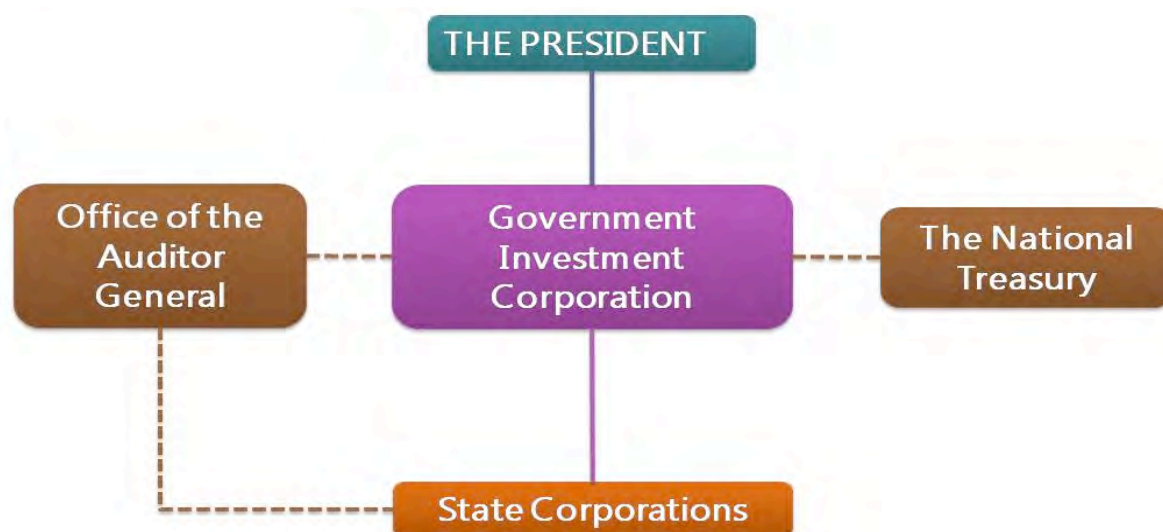 THE PRESIDENT
Office of the
Auditor
General
Government
Investment
Corporation
The National
Treasury
State Corporations